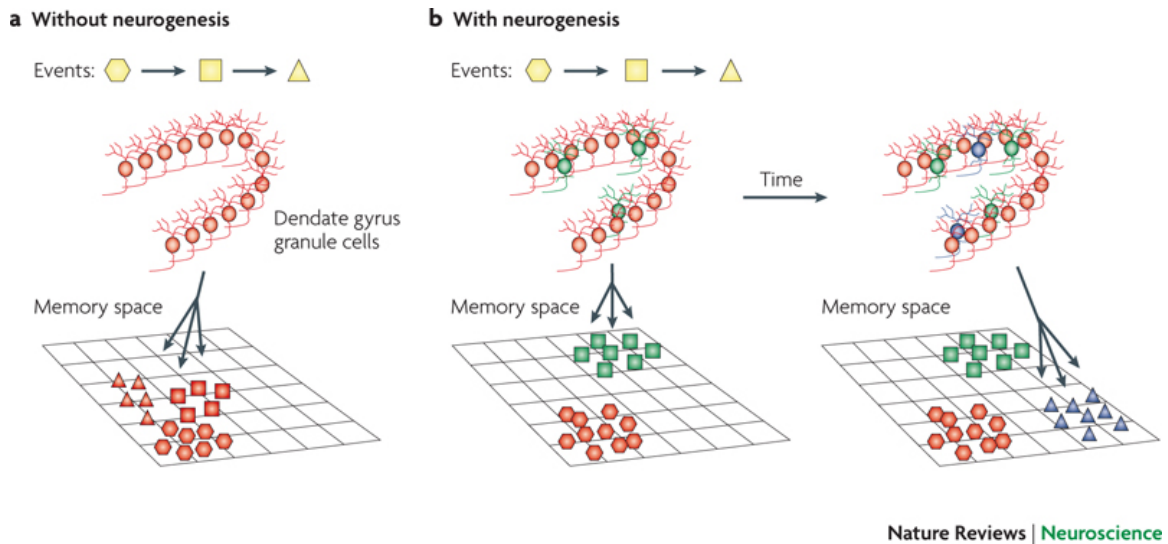 a Without neurogenesis
Events:
Dendate gyrus
granule cells
Memory space
b With neurogenesis
Events:
Time
Memory space
Memory space
Nature Reviews | Neuroscience